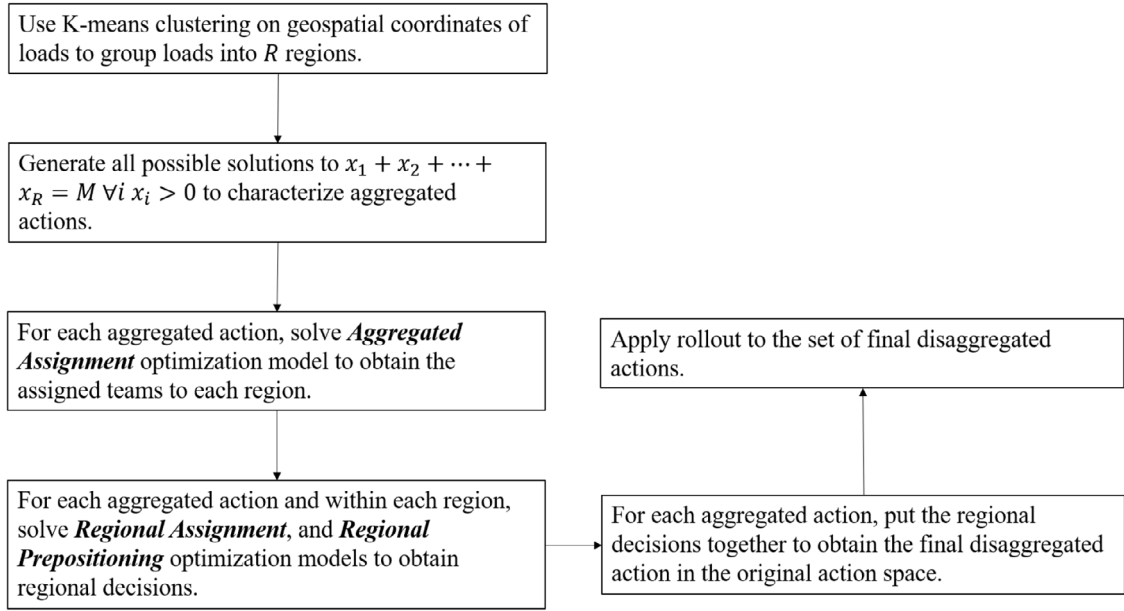 Use K-means clustering on geospatial coordinates of
loads to group loads into R regions.
Generate all possible solutions to x₁ + x₂ + ⋯ +
x_R = M ∀i x_i > 0 to characterize aggregated
actions.
For each aggregated action, solve Aggregated
Assignment optimization model to obtain the
assigned teams to each region.
For each aggregated action and within each region,
solve Regional Assignment, and Regional
Prepositioning optimization models to obtain
regional decisions.
For each aggregated action, put the regional
decisions together to obtain the final disaggregated
action in the original action space.
Apply rollout to the set of final disaggregated
actions.